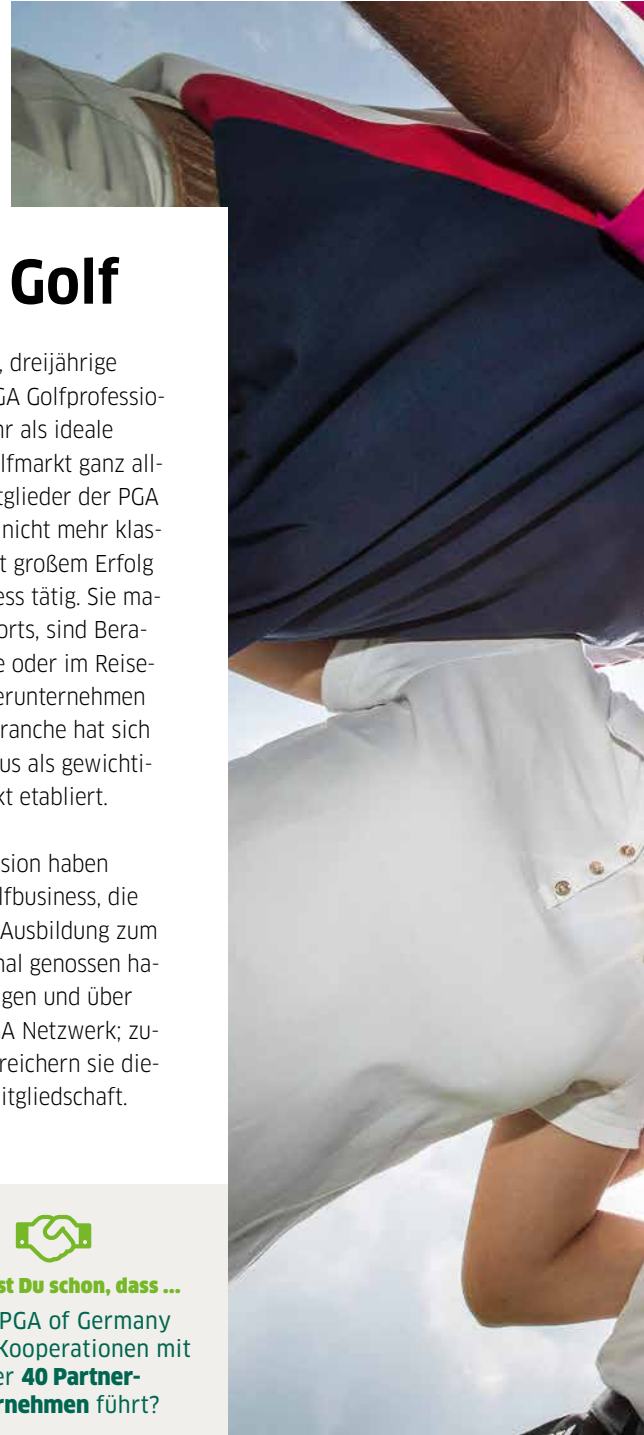 Golf
, dreijährige
GA Golfprofessio-
hr als ideale
lfmarkt ganz all-
tglieder der PGA
nicht mehr klas-
t großem Erfolg
ess tätig. Sie ma-
orts, sind Bera-
e oder im Reise-
erunternehmen
ranche hat sich
us als gewichti-
kt etabliert.
sion haben
lfbusiness, die
Ausbildung zum
nal genossen ha-
gen und über
A Netzwerk; zu-
reichern sie die-
itgliedschaft.
st Du schon, dass ...
PGA of Germany
Kooperationen mit
er 40 Partner-
rnehmen führt?